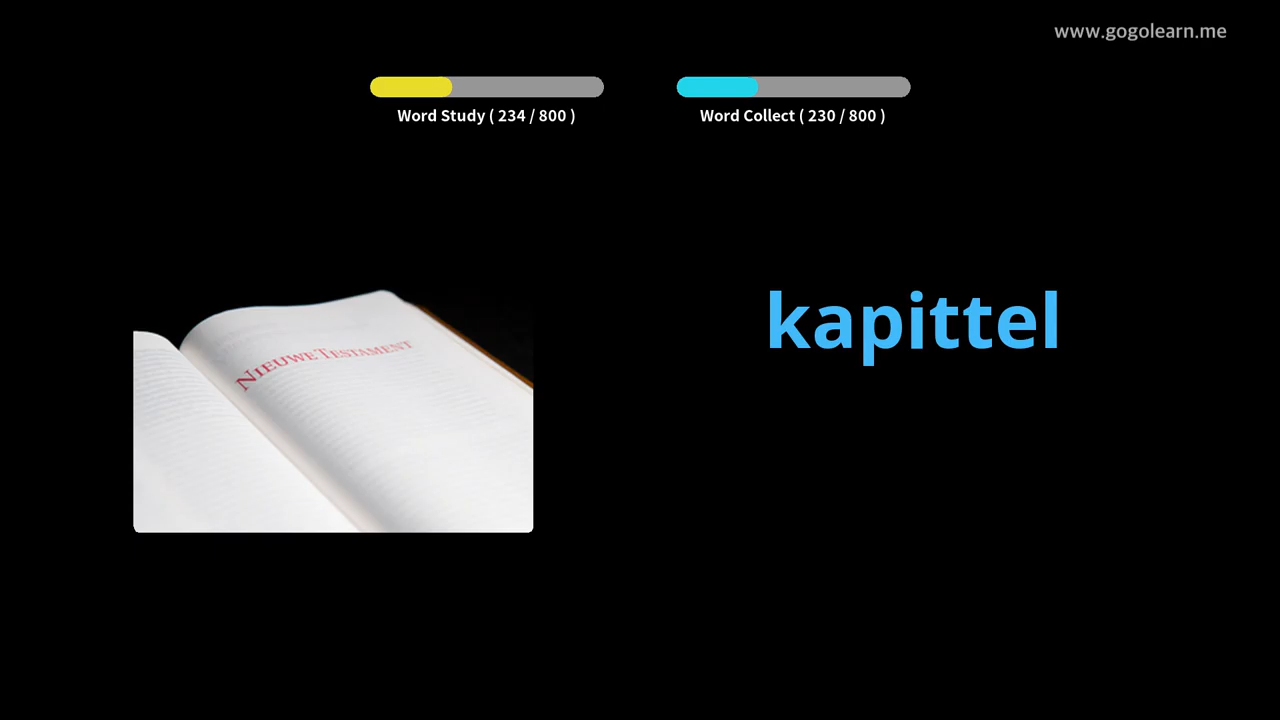 www.gogolearn.me
Word Study ( 234 / 800 )
Word Collect ( 230 / 800 )
kapittel
NIEUWE TESTAMENT